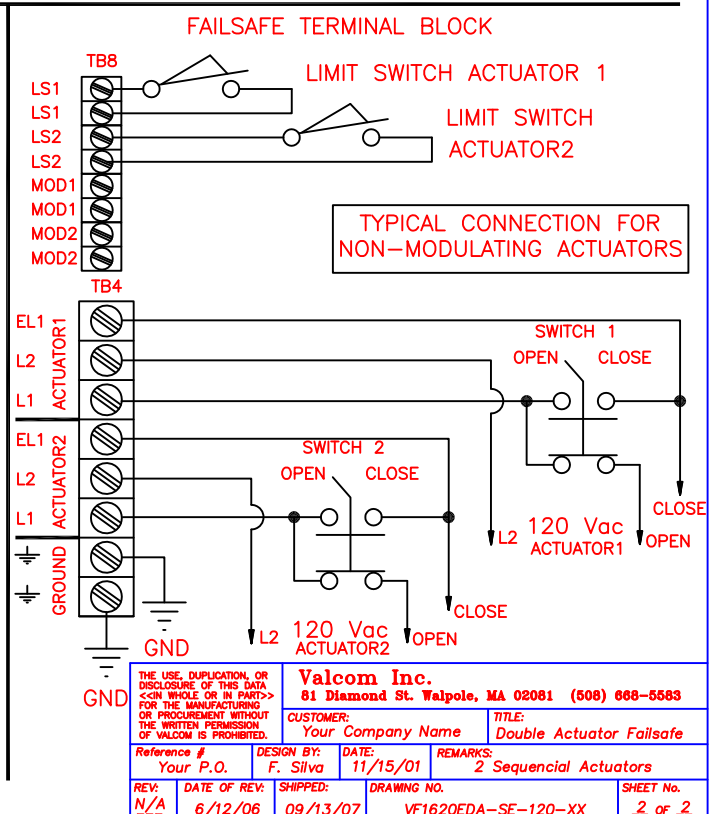 FAILSAFE TERMINAL BLOCK
TB8
LS1
LS1
LS2
LS2
MOD1
MOD1
MOD2
MOD2
LIMIT SWITCH ACTUATOR 1
LIMIT SWITCH
ACTUATOR2
TYPICAL CONNECTION FOR
NON-MODULATING ACTUATORS
TB4
EL1
L2
L1
ACTUATOR1
EL1
L2
L1
ACTUATOR2
GROUND
SWITCH 1
OPEN CLOSE
SWITCH 2
OPEN CLOSE
CLOSE
L2 120 Vac OPEN
ACTUATOR1
CLOSE
L2 120 Vac OPEN
ACTUATOR2
GND
GND
THE USE, DUPLICATION, OR
DISCLOSURE OF THIS DATA
<<IN WHOLE OR IN PART>>
FOR THE MANUFACTURING
OR PROCUREMENT WITHOUT
THE WRITTEN PERMISSION
OF VALCOM IS PROHIBITED.
Valcom Inc.
81 Diamond St. Walpole, MA 02081 (508) 668-5583
CUSTOMER:
Your Company Name
TITLE:
Double Actuator Failsafe
Reference #
Your P.O.
DESIGN BY:
F. Silva
DATE:
11/15/01
REMARKS:
2 Sequencial Actuators
REV:
N/A
DATE OF REV:
6/12/06
SHIPPED:
09/13/07
DRAWING NO.
VF1620EDA-SE-120-XX
SHEET No.
2 OF 2